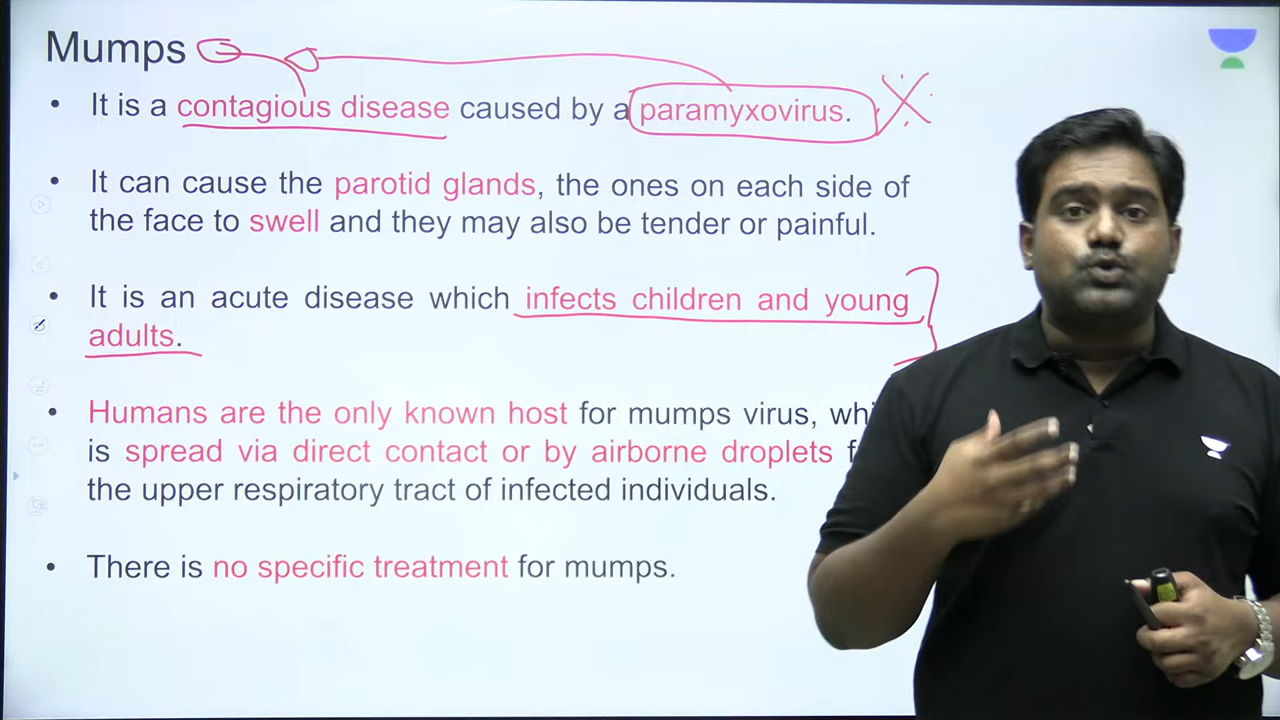 Mumps
• It is a contagious disease caused by a paramyxovirus.
• It can cause the parotid glands, the ones on each side of
the face to swell and they may also be tender or painful.
• It is an acute disease which infects children and young
adults.
• Humans are the only known host for mumps virus,
is spread via direct contact or by airborne droplets
the upper respiratory tract of infected individuals.
• There is no specific treatment for mumps.